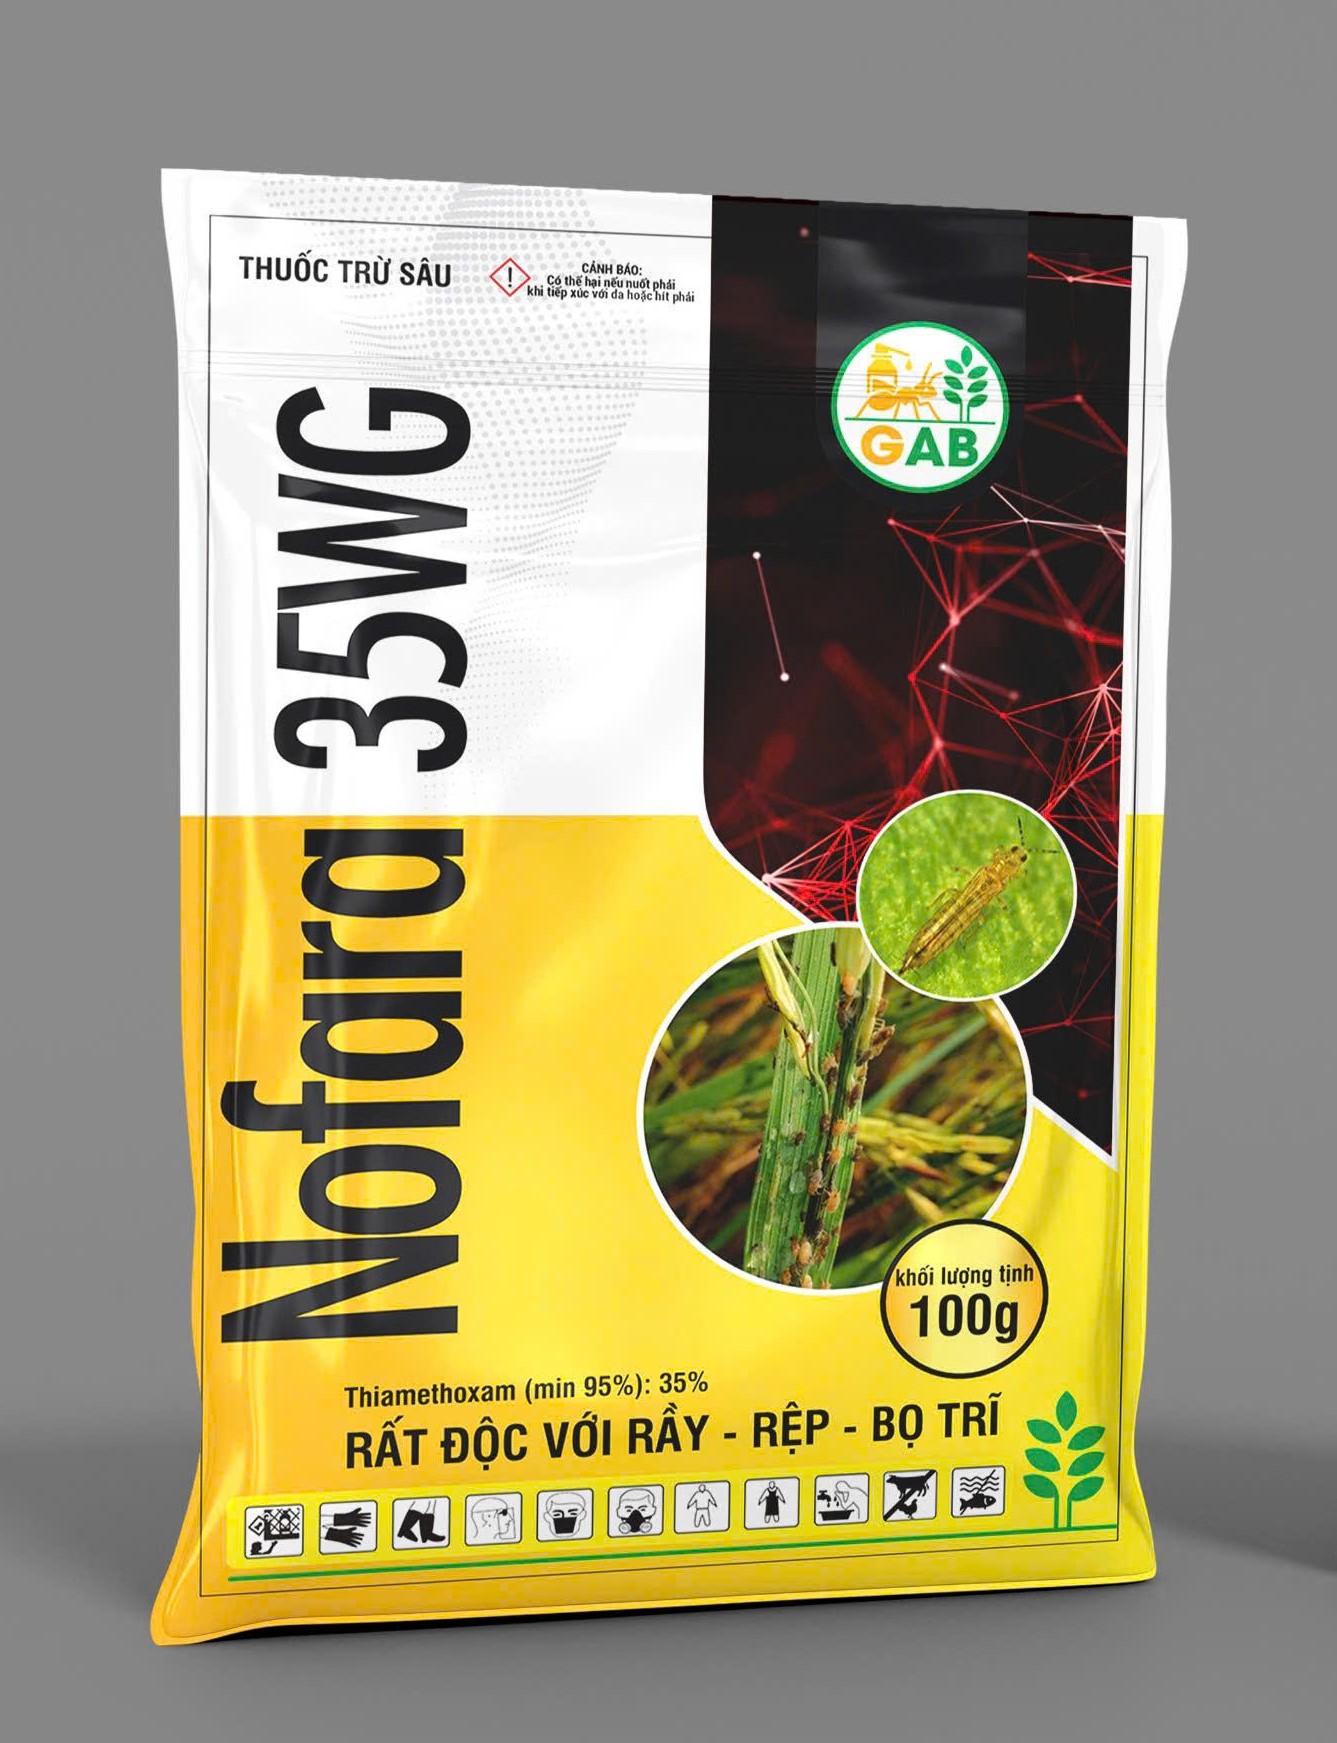 THUỐC TRỪ SÂU
CẢNH BÁO:
Có thể hại nếu nuốt phải
khi tiếp xúc với da hoặc hít phải
GAB
Nofara 35WG
khối lượng tịnh
100g
Thiamethoxam (min 95%): 35%
RẤT ĐỘC VỚI RẦY - RỆP - BỌ TRĨ